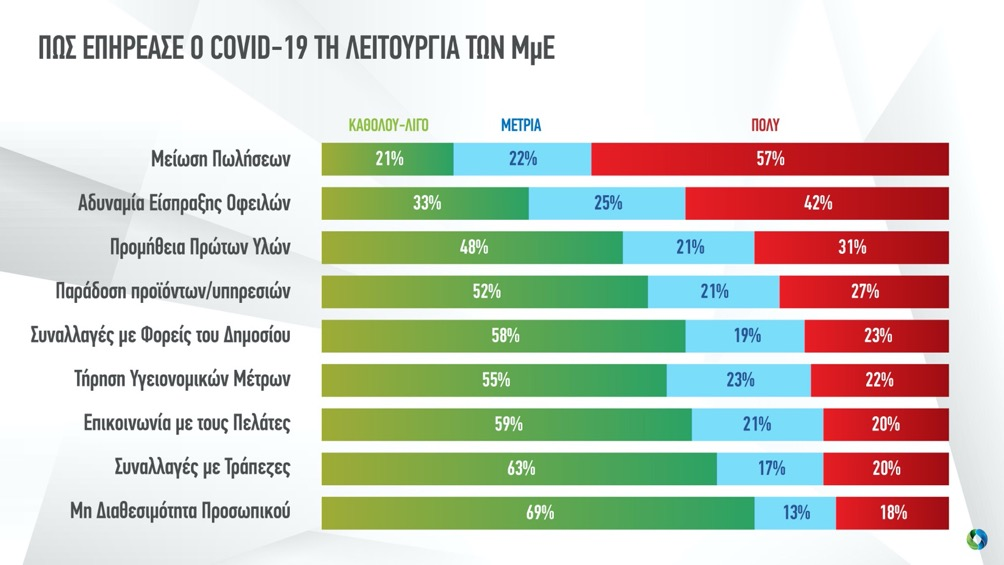 ΠΩΣ ΕΠΗΡΕΑΣΕ Ο COVID-19 ΤΗ ΛΕΙΤΟΥΡΓΙΑ ΤΩΝ ΜμΕ
ΚΑΘΟΛΟΥ-ΛΙΓΟ ΜΕΤΡΙΑ ΠΟΛΥ
Μείωση Πωλήσεων 21% 22% 57%
Αδυναμία Είσπραξης Οφειλών 33% 25% 42%
Προμήθεια Πρώτων Υλών 48% 21% 31%
Παράδοση προϊόντων/υπηρεσιών 52% 21% 27%
Συναλλαγές με Φορείς του Δημοσίου 58% 19% 23%
Τήρηση Υγειονομικών Μέτρων 55% 23% 22%
Επικοινωνία με τους Πελάτες 59% 21% 20%
Συναλλαγές με Τράπεζες 63% 17% 20%
Μη Διαθεσιμότητα Προσωπικού 69% 13% 18%